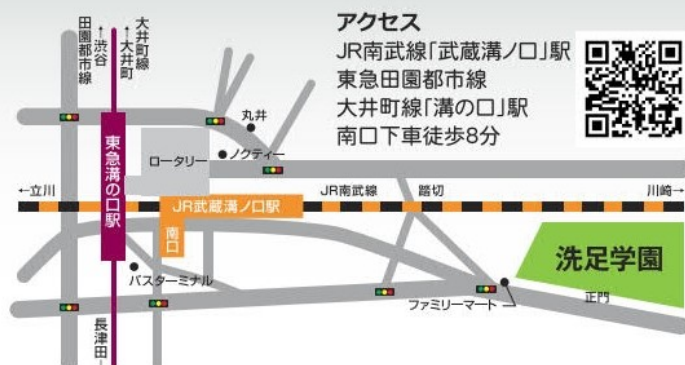 アクセス
JR南武線「武蔵溝ノ口」駅
東急田園都市線
大井町線「溝の口」駅
南口下車徒歩8分
田園都市線
←渋谷
←大井町
大井町線
東急溝の口駅
丸井
ロータリー
ノクティー
←立川
JR南武線
踏切
川崎→
JR武蔵溝ノ口駅
南口
バスターミナル
洗足学園
ファミリーマート
正門
長津田→